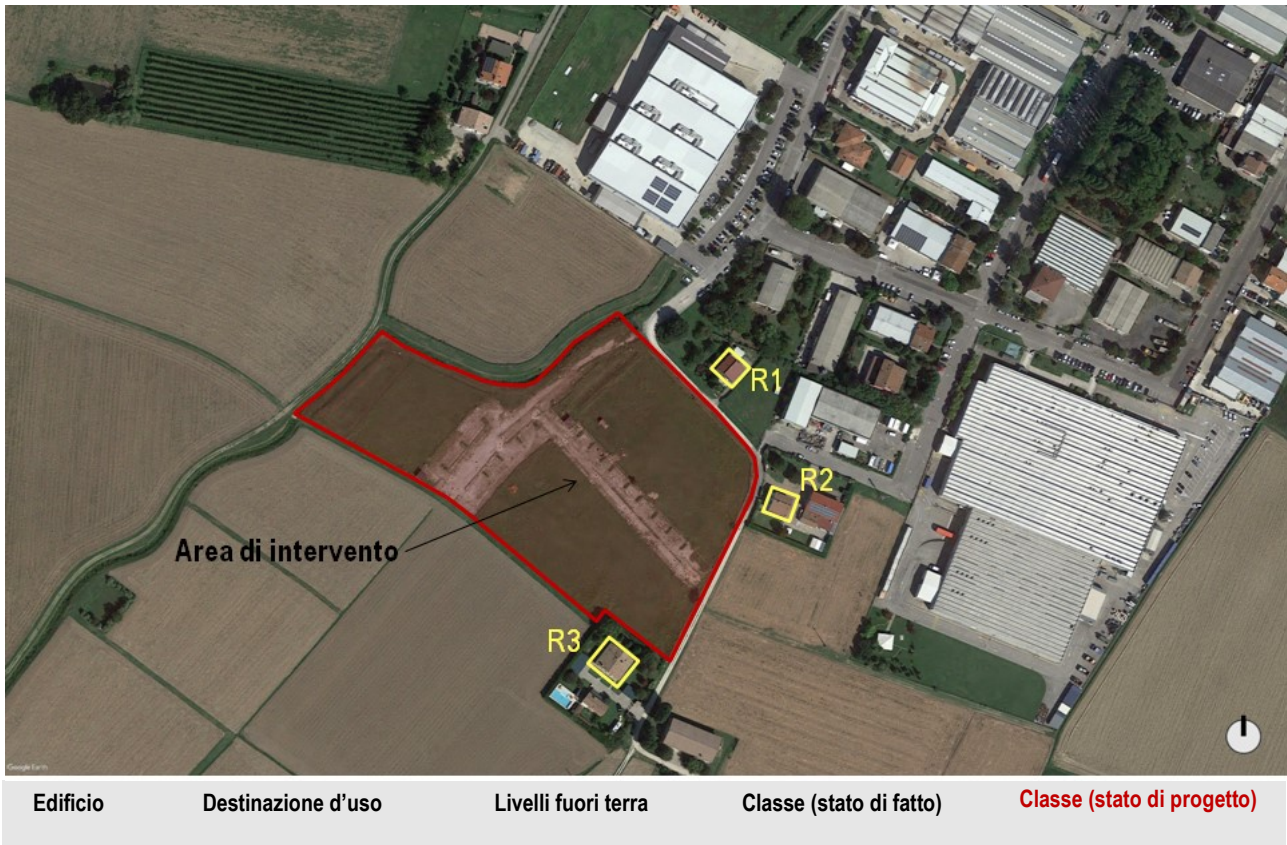 R1
R2
Area di intervento
R3
Google Earth
Edificio Destinazione d'uso Livelli fuori terra Classe (stato di fatto) Classe (stato di progetto)